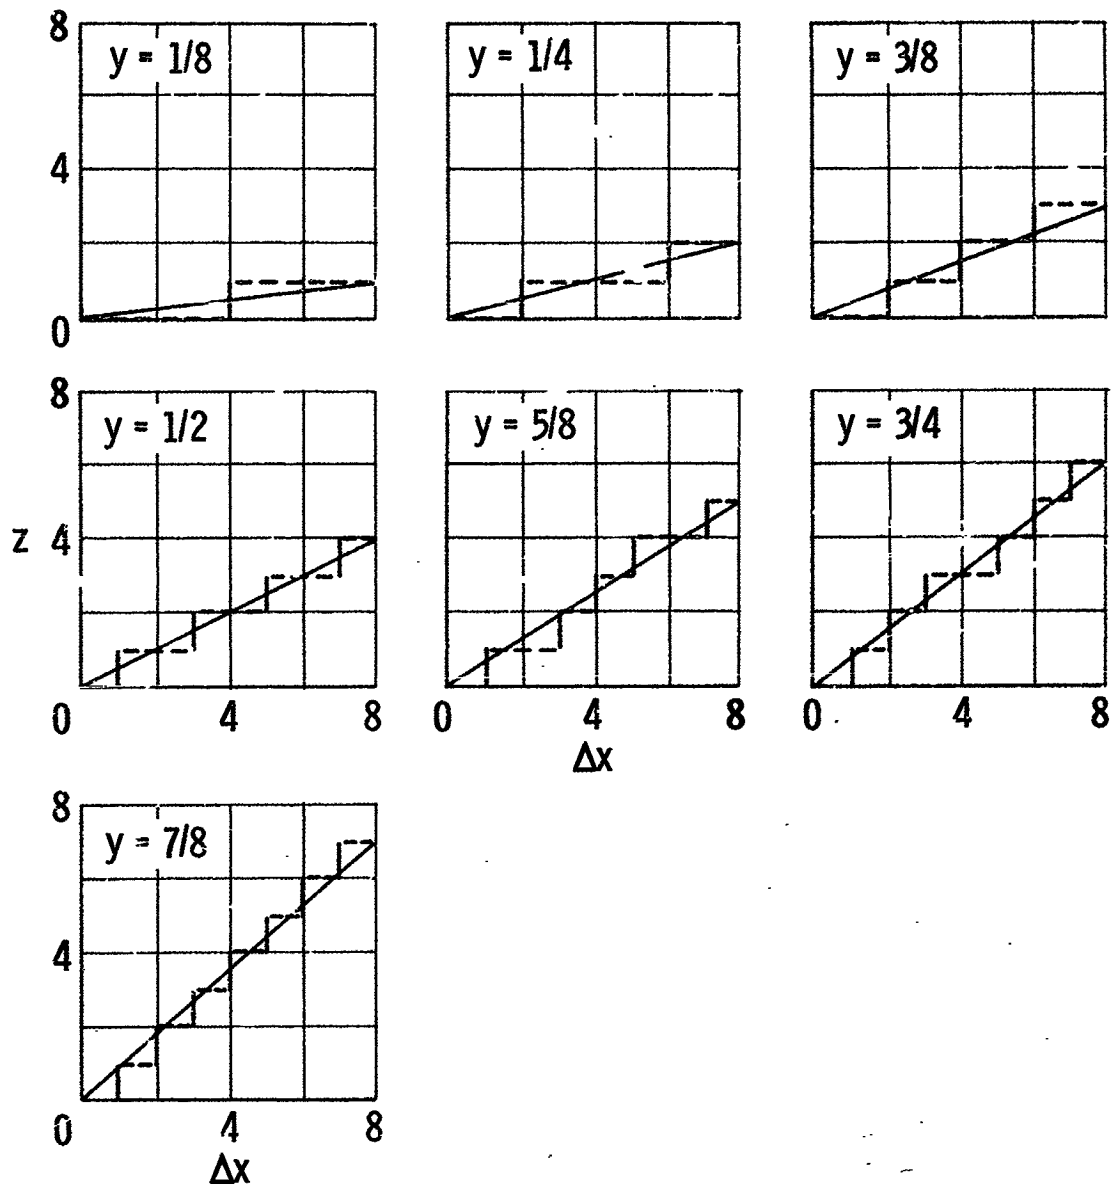 8
y = 1/8
y = 1/4
y = 3/8
4
0
8
y = 1/2
y = 5/8
y = 3/4
z 4
0 4 8 0 4 8 0 4 8
Δx
8
y = 7/8
4
0 4 8
Δx